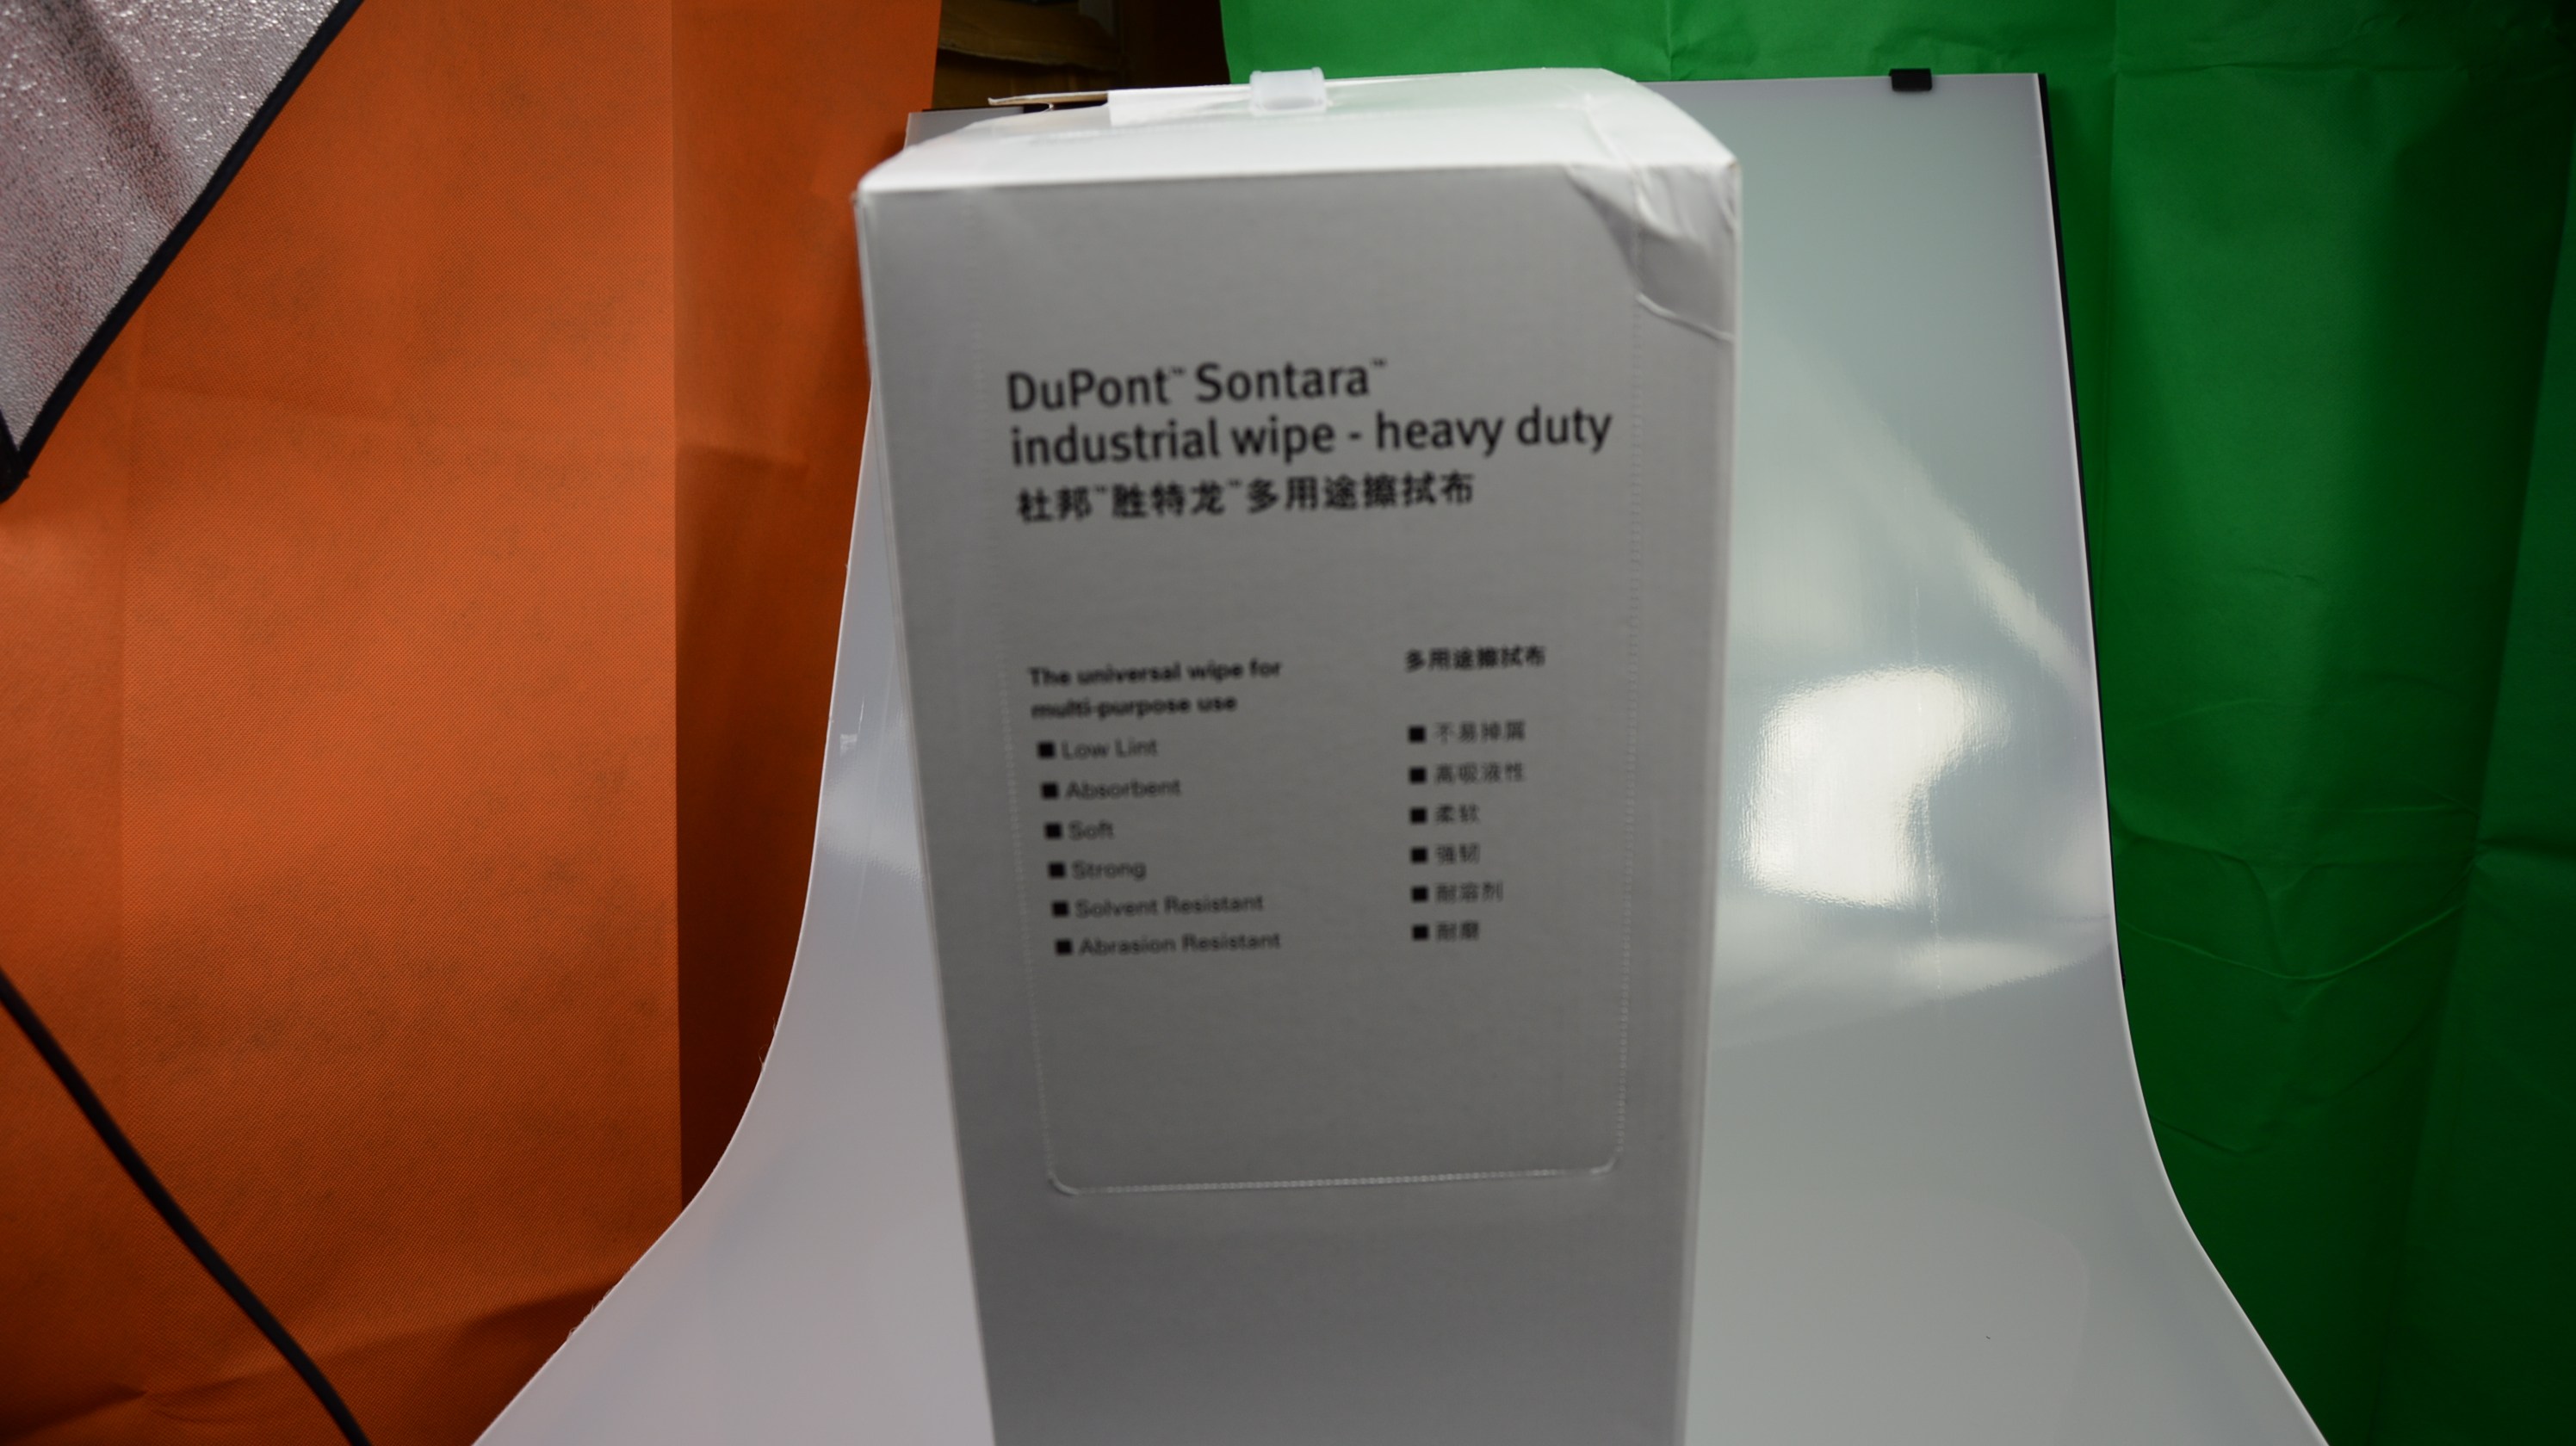 DuPont™ Sontara™
industrial wipe - heavy duty
杜邦™胜特龙™多用途擦拭布
The universal wipe for
multi-purpose use
■ Low Lint
■ Absorbent
■ Soft
■ Strong
■ Solvent Resistant
■ Abrasion Resistant
多用途擦拭布
■ 不易掉屑
■ 高吸液性
■ 柔软
■ 强韧
■ 耐溶剂
■ 耐磨